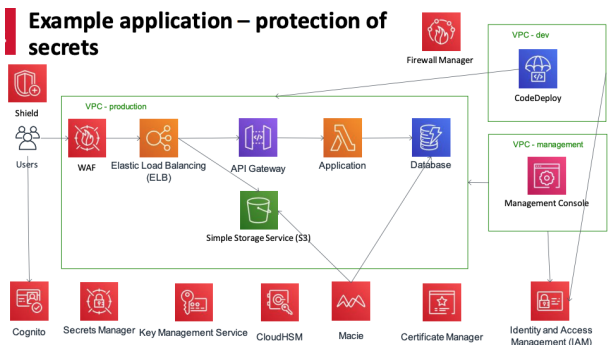 Example application – protection of
secrets
Firewall Manager
VPC - dev
CodeDeploy
Shield
VPC - production
Users
WAF
Elastic Load Balancing
(ELB)
API Gateway
Application
Database
VPC - management
Management Console
Simple Storage Service (S3)
Cognito
Secrets Manager
Key Management Service
CloudHSM
Macie
Certificate Manager
Identity and Access
Management (IAM)